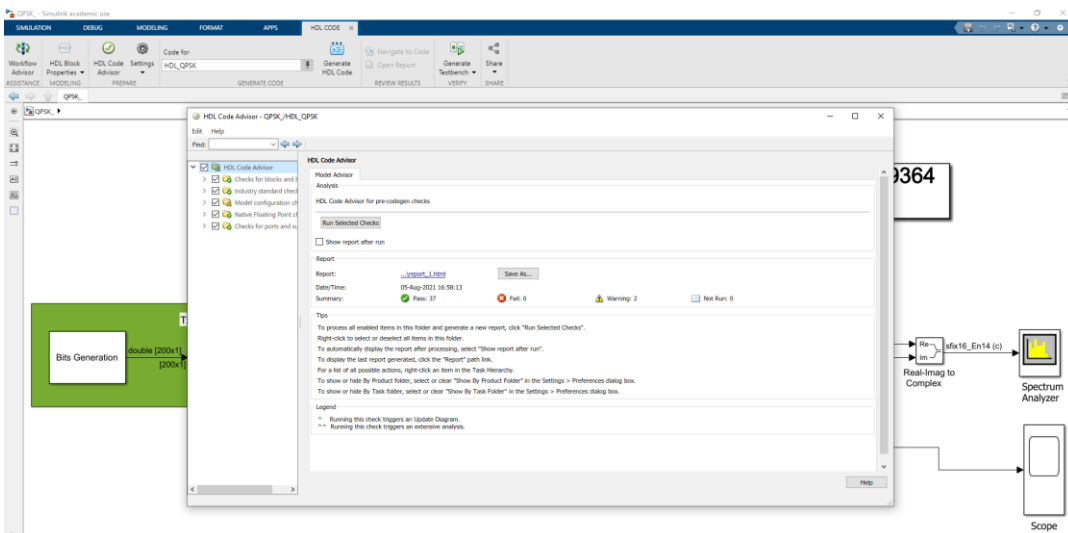 QPSK_ - Simulink academic use
SIMULATION DEBUG MODELING FORMAT APPS HDL CODE
Workflow Advisor
HDL Block Properties
HDL Code Advisor
Settings
Code for
HDL_QPSK
Generate HDL Code
Navigate to Code
Open Report
Generate Testbench
Share
ASSISTANCE MODELING PREPARE GENERATE CODE REVIEW RESULTS VERIFY SHARE
QPSK_
QPSK_
HDL Code Advisor - QPSK_/HDL_QPSK
Edit Help
Find:
HDL Code Advisor
Checks for blocks and
Industry standard chec
Model configuration ch
Native Floating Point c
Checks for ports and su
HDL Code Advisor
Model Advisor
Analysis
HDL Code Advisor for pre-codegen checks
Run Selected Checks
Show report after run
Report
Report: ...\report_1.html Save As...
Date/Time: 05-Aug-2021 16:58:13
Summary: Pass: 37 Fail: 0 Warning: 2 Not Run: 0
Tips
To process all enabled items in this folder and generate a new report, click "Run Selected Checks".
Right-click to select or deselect all items in this folder.
To automatically display the report after processing, select "Show report after run".
To display the last report generated, click the "Report" path link.
For a list of all possible actions, right-click an item in the Task Hierarchy.
To show or hide By Product folder, select or clear "Show By Product Folder" in the Settings > Preferences dialog box.
To show or hide By Task folder, select or clear "Show By Task Folder" in the Settings > Preferences dialog box.
Legend
^ Running this check triggers an Update Diagram.
^^ Running this check triggers an extensive analysis.
Help
9364
T
Bits Generation
double [200x1]
[200x1]
Re
Im
sfix16_En14 (c)
Real-Imag to
Complex
Spectrum
Analyzer
Scope